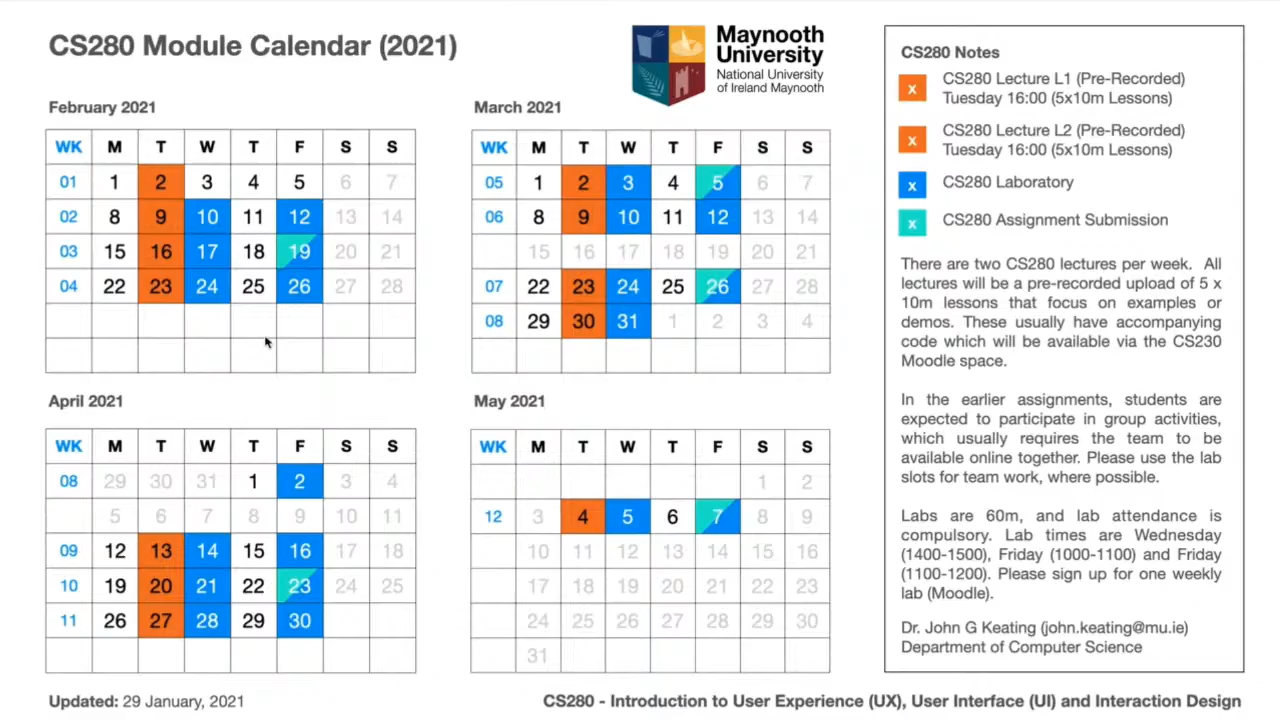 CS280 Module Calendar (2021)
Maynooth
University
National University
of Ireland Maynooth
February 2021
WK M T W T F S S
01 1 2 3 4 5 6 7
02 8 9 10 11 12 13 14
03 15 16 17 18 19 20 21
04 22 23 24 25 26 27 28
March 2021
WK M T W T F S S
05 1 2 3 4 5 6 7
06 8 9 10 11 12 13 14
15 16 17 18 19 20 21
07 22 23 24 25 26 27 28
08 29 30 31 1 2 3 4
April 2021
WK M T W T F S S
08 29 30 31 1 2 3 4
5 6 7 8 9 10 11
09 12 13 14 15 16 17 18
10 19 20 21 22 23 24 25
11 26 27 28 29 30
May 2021
WK M T W T F S S
1 2
12 3 4 5 6 7 8 9
10 11 12 13 14 15 16
17 18 19 20 21 22 23
24 25 26 27 28 29 30
31
CS280 Notes
x CS280 Lecture L1 (Pre-Recorded)
Tuesday 16:00 (5x10m Lessons)
x CS280 Lecture L2 (Pre-Recorded)
Tuesday 16:00 (5x10m Lessons)
x CS280 Laboratory
x CS280 Assignment Submission
There are two CS280 lectures per week. All
lectures will be a pre-recorded upload of 5 x
10m lessons that focus on examples or
demos. These usually have accompanying
code which will be available via the CS230
Moodle space.
In the earlier assignments, students are
expected to participate in group activities,
which usually requires the team to be
available online together. Please use the lab
slots for team work, where possible.
Labs are 60m, and lab attendance is
compulsory. Lab times are Wednesday
(1400-1500), Friday (1000-1100) and Friday
(1100-1200). Please sign up for one weekly
lab (Moodle).
Dr. John G Keating (john.keating@mu.ie)
Department of Computer Science
Updated: 29 January, 2021
CS280 - Introduction to User Experience (UX), User Interface (UI) and Interaction Design